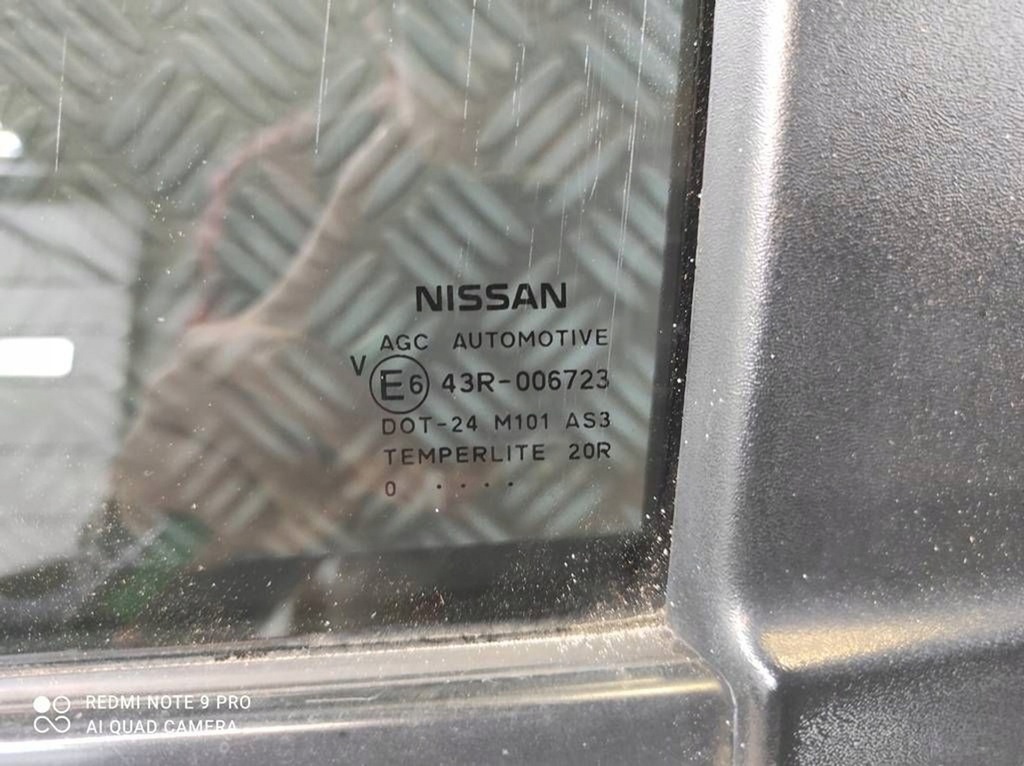 NISSAN
AGC AUTOMOTIVE
V E6 43R-006723
DOT-24 M101 AS3
TEMPERLITE 20R
0 ....
REDMI NOTE 9 PRO
AI QUAD CAMERA